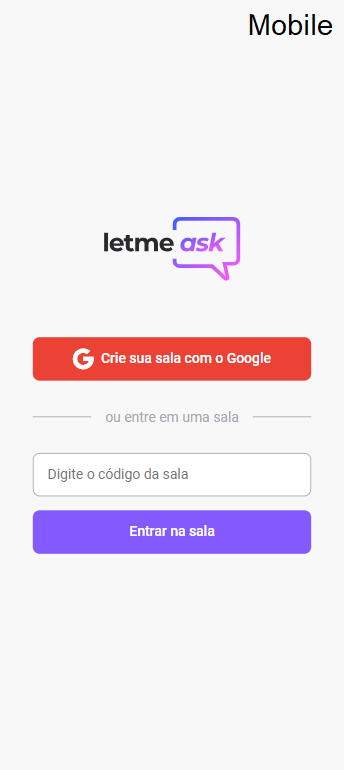 Mobile
letme ask
Crie sua sala com o Google
ou entre em uma sala
Digite o código da sala
Entrar na sala